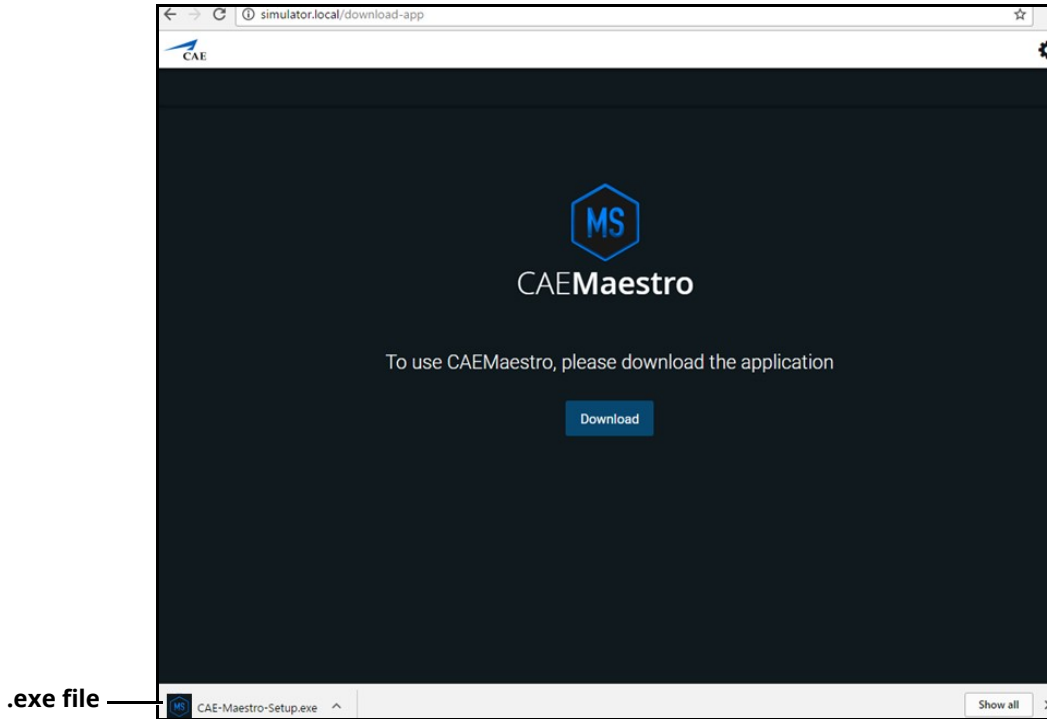 simulator.local/download-app
CAE
MS
CAEMaestro
To use CAEMaestro, please download the application
Download
.exe file
MS
CAE-Maestro-Setup.exe
Show all